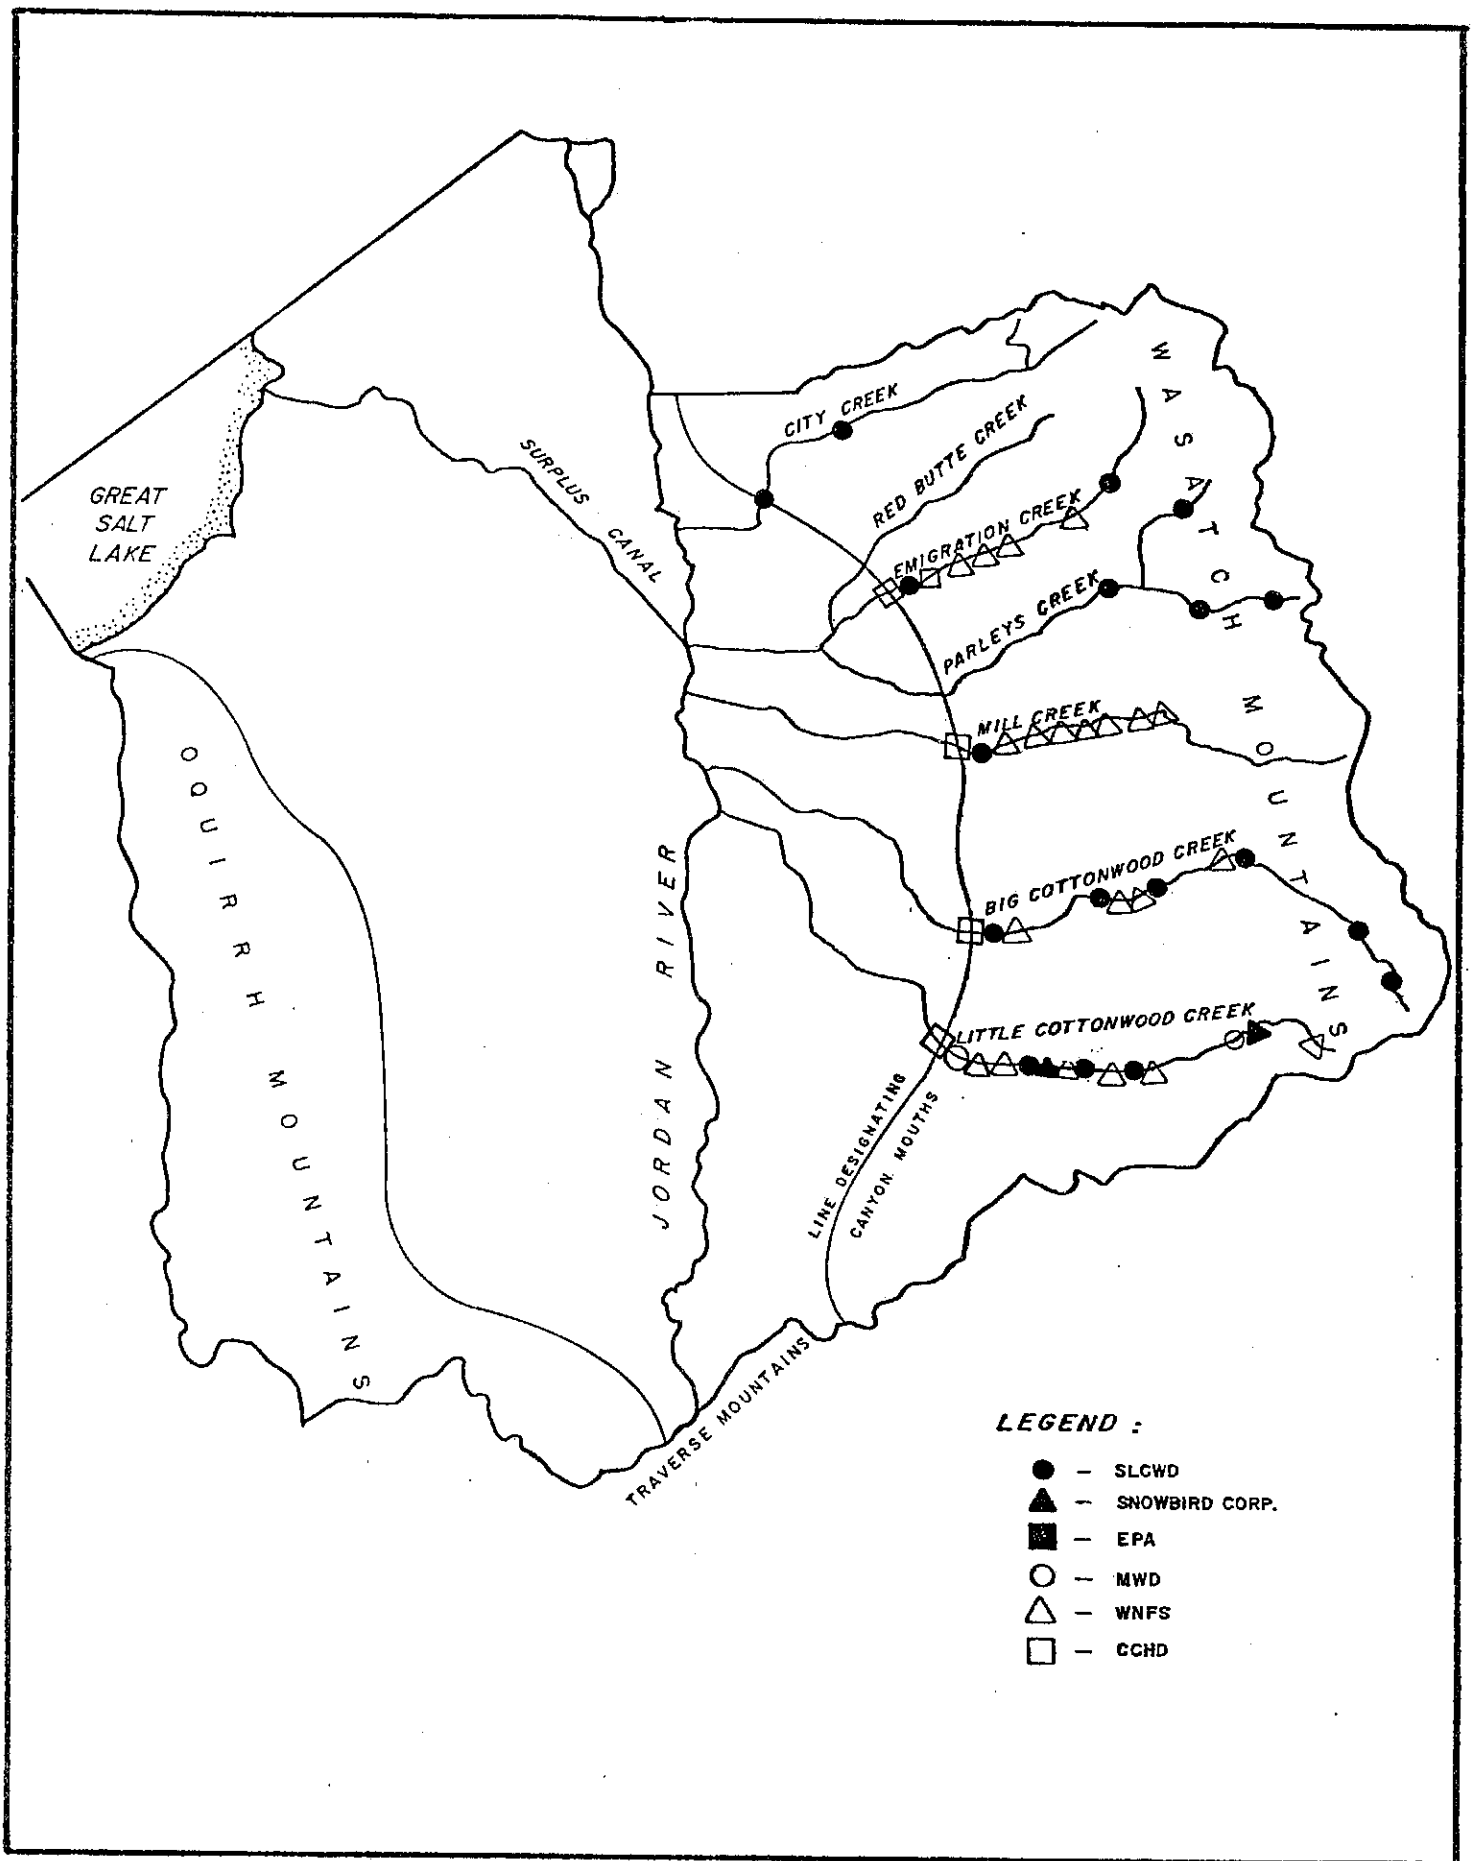 CITY CREEK
RED BUTTE CREEK
WASATCH MOUNTAINS
SURPLUS CANAL
GREAT
SALT
LAKE
EMIGRATION CREEK
PARLEYS CREEK
MILL CREEK
OQUIRRH MOUNTAINS
JORDAN RIVER
BIG COTTONWOOD CREEK
LITTLE COTTONWOOD CREEK
LINE DESIGNATING
CANYON MOUTHS
TRAVERSE MOUNTAINS
LEGEND :
– SLCWD
– SNOWBIRD CORP.
– EPA
– MWD
– WNFS
– CCHD